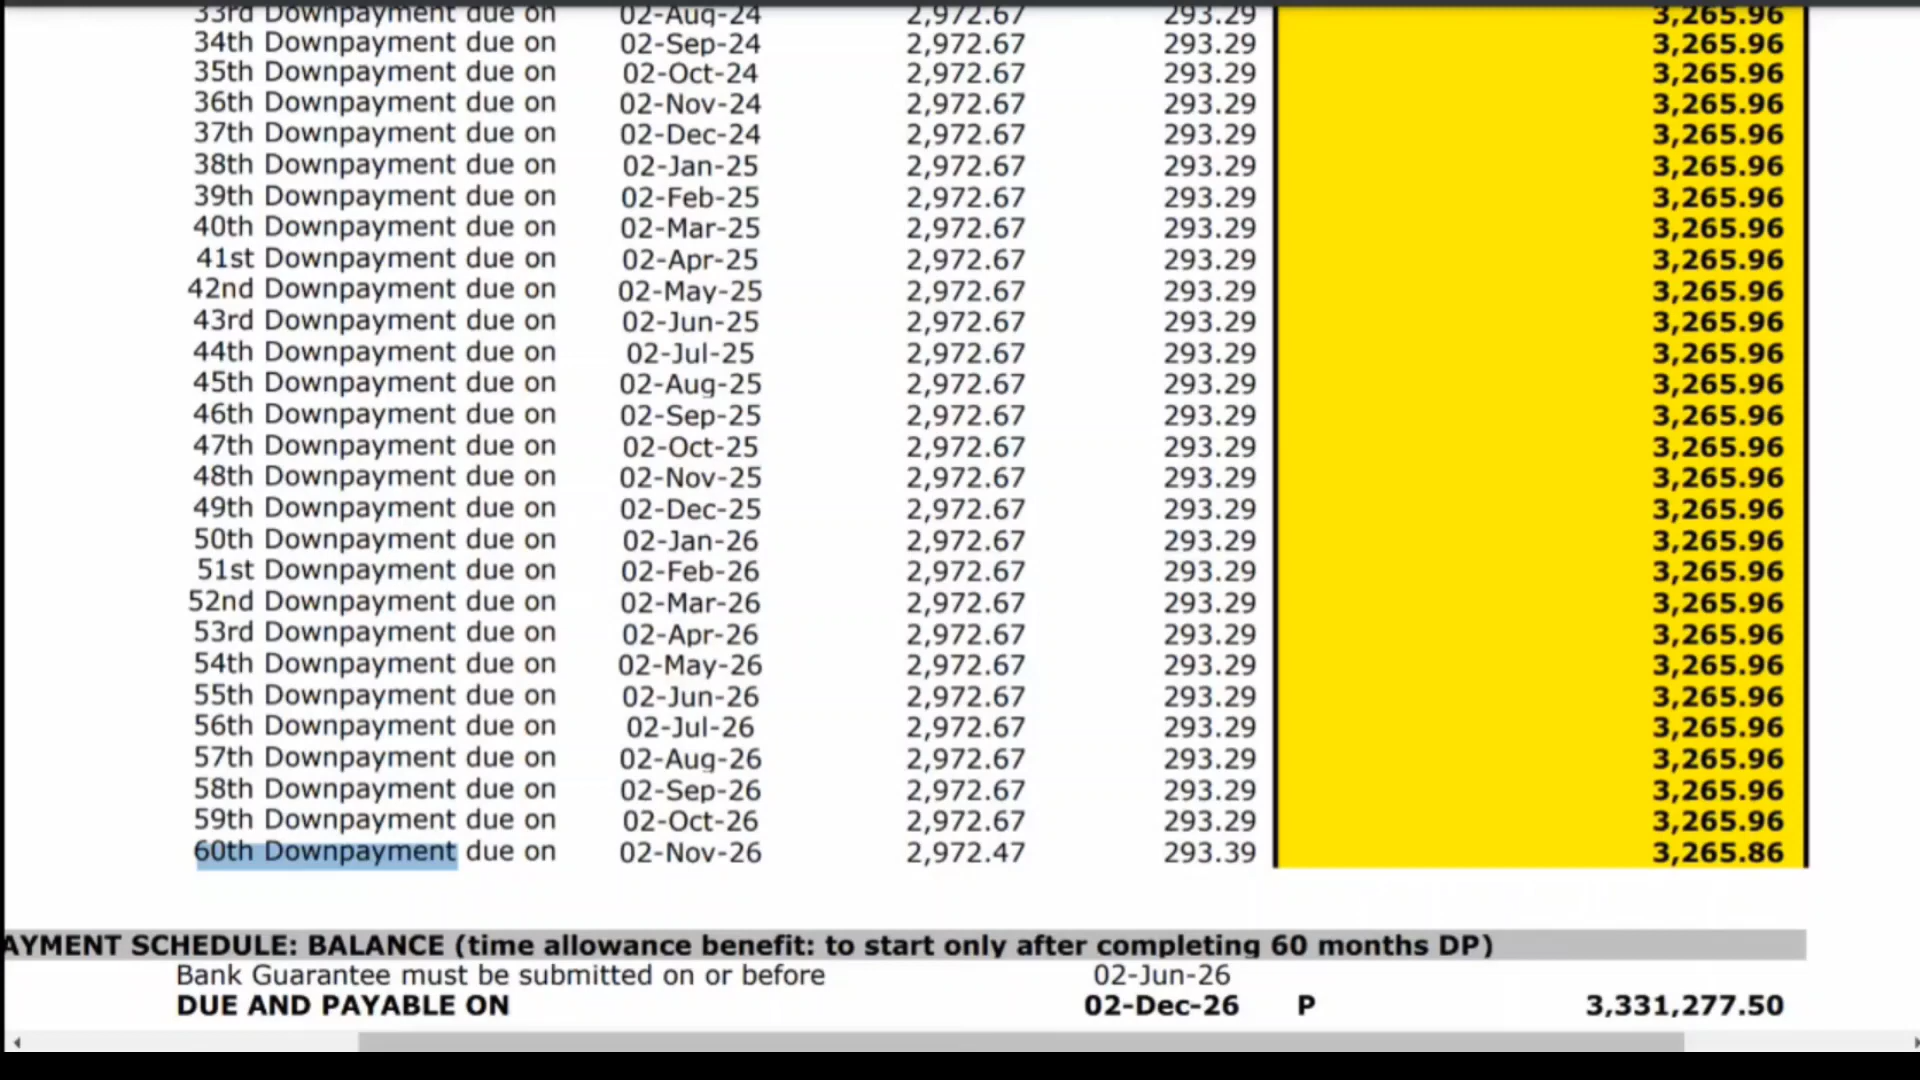 33rd Downpayment due on 02-Aug-24 2,972.67 293.29 3,265.96
34th Downpayment due on 02-Sep-24 2,972.67 293.29 3,265.96
35th Downpayment due on 02-Oct-24 2,972.67 293.29 3,265.96
36th Downpayment due on 02-Nov-24 2,972.67 293.29 3,265.96
37th Downpayment due on 02-Dec-24 2,972.67 293.29 3,265.96
38th Downpayment due on 02-Jan-25 2,972.67 293.29 3,265.96
39th Downpayment due on 02-Feb-25 2,972.67 293.29 3,265.96
40th Downpayment due on 02-Mar-25 2,972.67 293.29 3,265.96
41st Downpayment due on 02-Apr-25 2,972.67 293.29 3,265.96
42nd Downpayment due on 02-May-25 2,972.67 293.29 3,265.96
43rd Downpayment due on 02-Jun-25 2,972.67 293.29 3,265.96
44th Downpayment due on 02-Jul-25 2,972.67 293.29 3,265.96
45th Downpayment due on 02-Aug-25 2,972.67 293.29 3,265.96
46th Downpayment due on 02-Sep-25 2,972.67 293.29 3,265.96
47th Downpayment due on 02-Oct-25 2,972.67 293.29 3,265.96
48th Downpayment due on 02-Nov-25 2,972.67 293.29 3,265.96
49th Downpayment due on 02-Dec-25 2,972.67 293.29 3,265.96
50th Downpayment due on 02-Jan-26 2,972.67 293.29 3,265.96
51st Downpayment due on 02-Feb-26 2,972.67 293.29 3,265.96
52nd Downpayment due on 02-Mar-26 2,972.67 293.29 3,265.96
53rd Downpayment due on 02-Apr-26 2,972.67 293.29 3,265.96
54th Downpayment due on 02-May-26 2,972.67 293.29 3,265.96
55th Downpayment due on 02-Jun-26 2,972.67 293.29 3,265.96
56th Downpayment due on 02-Jul-26 2,972.67 293.29 3,265.96
57th Downpayment due on 02-Aug-26 2,972.67 293.29 3,265.96
58th Downpayment due on 02-Sep-26 2,972.67 293.29 3,265.96
59th Downpayment due on 02-Oct-26 2,972.67 293.29 3,265.96
60th Downpayment due on 02-Nov-26 2,972.47 293.39 3,265.86
AYMENT SCHEDULE: BALANCE (time allowance benefit: to start only after completing 60 months DP)
Bank Guarantee must be submitted on or before 02-Jun-26
DUE AND PAYABLE ON 02-Dec-26 P 3,331,277.50